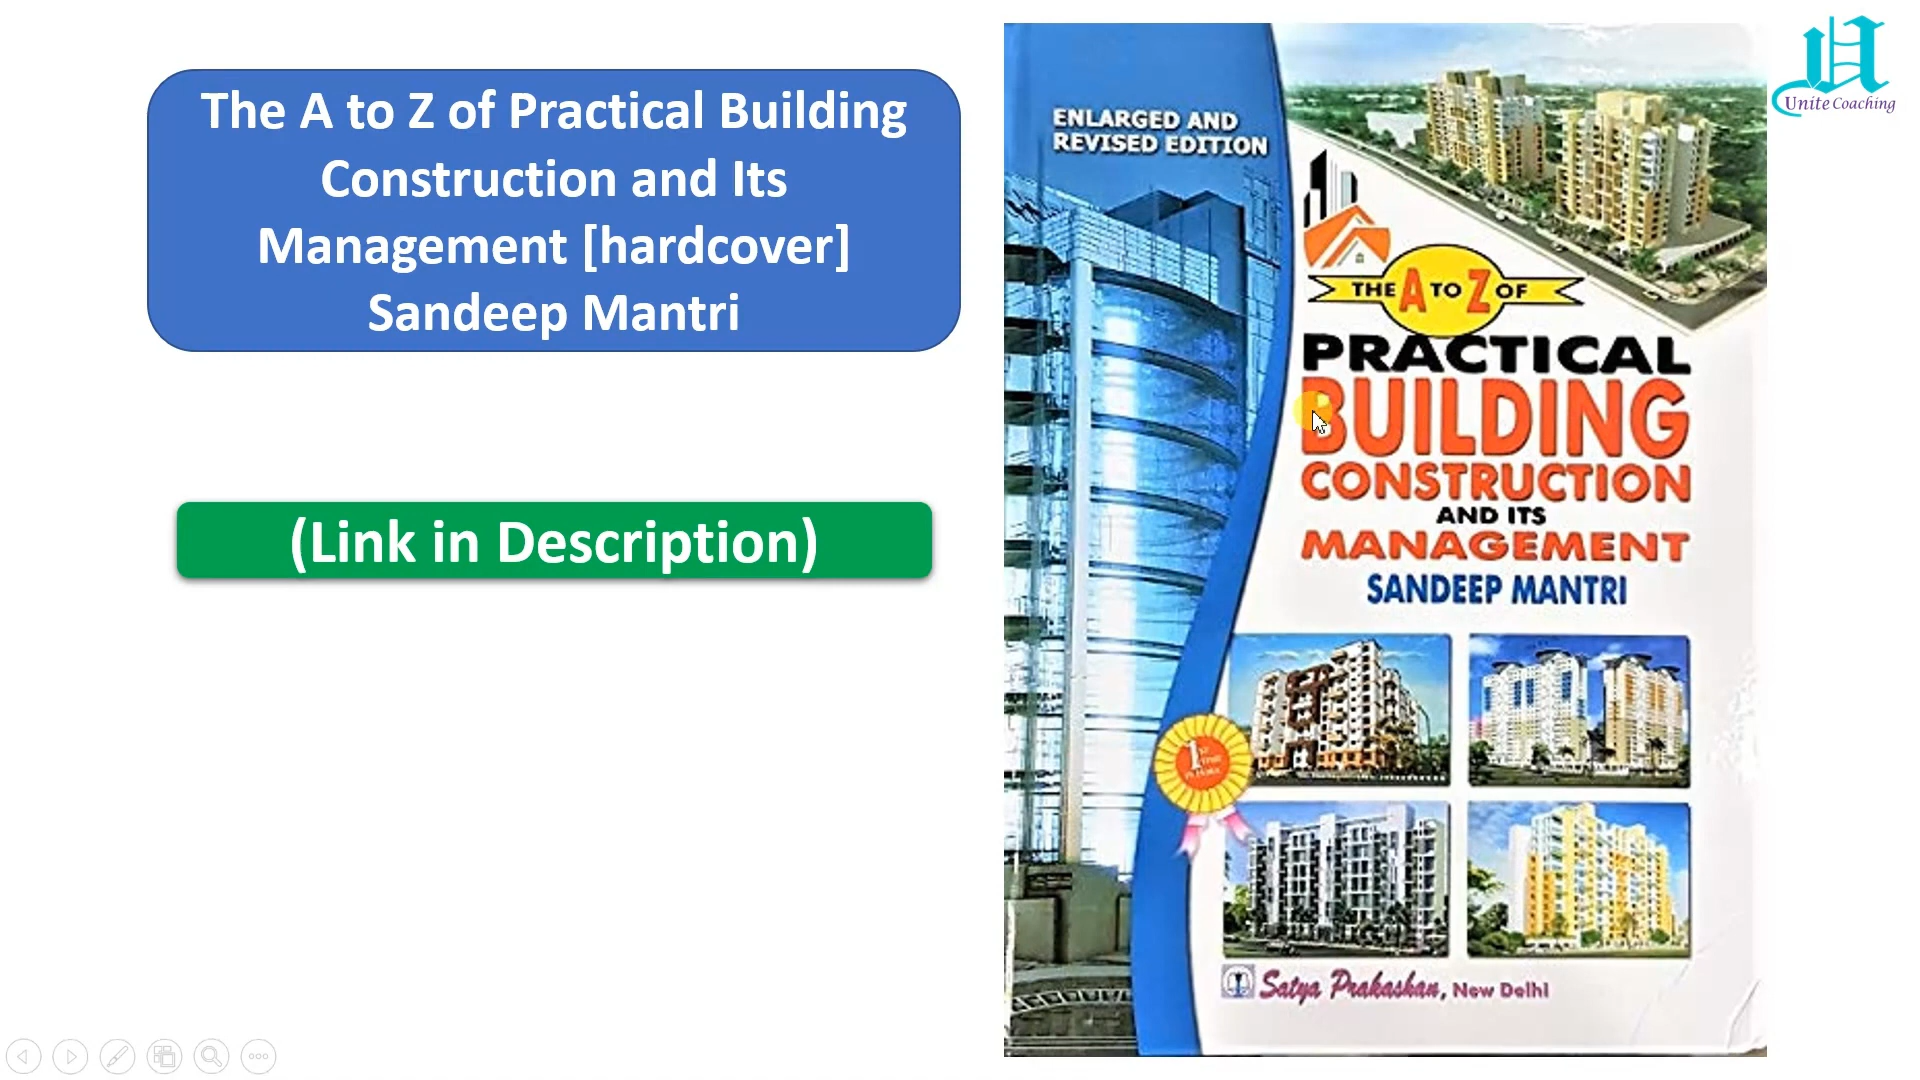 The A to Z of Practical Building
Construction and Its
Management [hardcover]
Sandeep Mantri
(Link in Description)
ENLARGED AND
REVISED EDITION
THE A TO Z OF
PRACTICAL
BUILDING
CONSTRUCTION
AND ITS
MANAGEMENT
SANDEEP MANTRI
Satya Prakashan, New Delhi
Unite Coaching